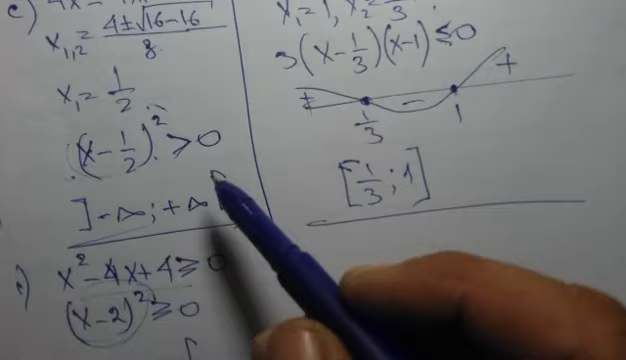 c)
x₁,₂ = (4±√(16-16))/8
x₁ = 1/2
(x - 1/2)² > 0
]-∞; +∞
x² - 4x + 4 ≥ 0
(x-2)² ≥ 0
x₁ = 1, x₂ = 1/3
3(x - 1/3)(x-1) ≤ 0
+ - +
1/3 1
[1/3; 1]